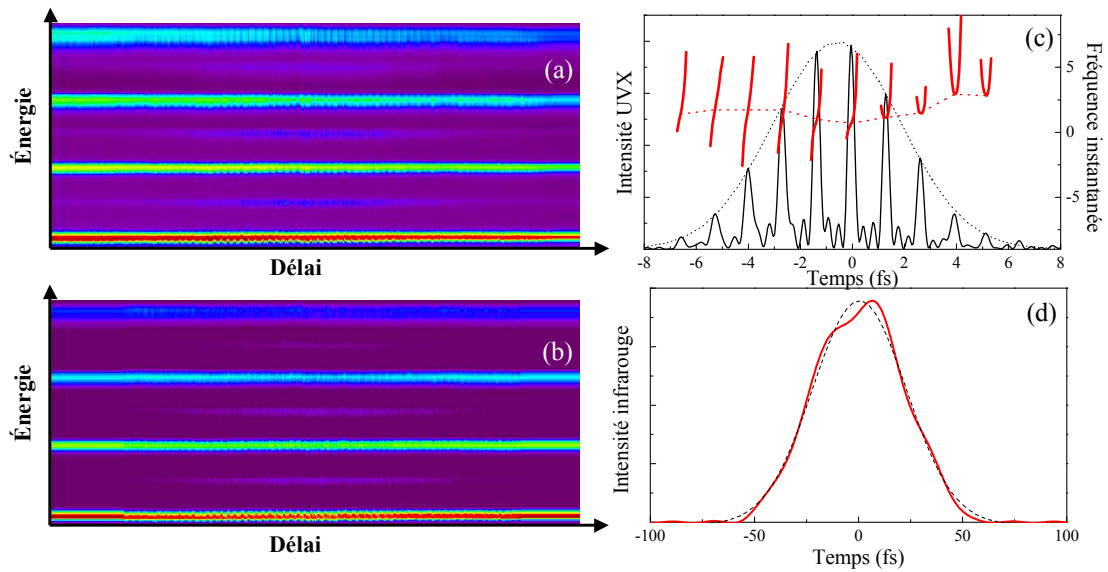 Énergie
(a)
Délai
Énergie
(b)
Délai
(c)
Intensité UVX
5
0
-5
Fréquence instantanée
-8 -6 -4 -2 0 2 4 6 8
Temps (fs)
(d)
Intensité infrarouge
-100 -50 0 50 100
Temps (fs)